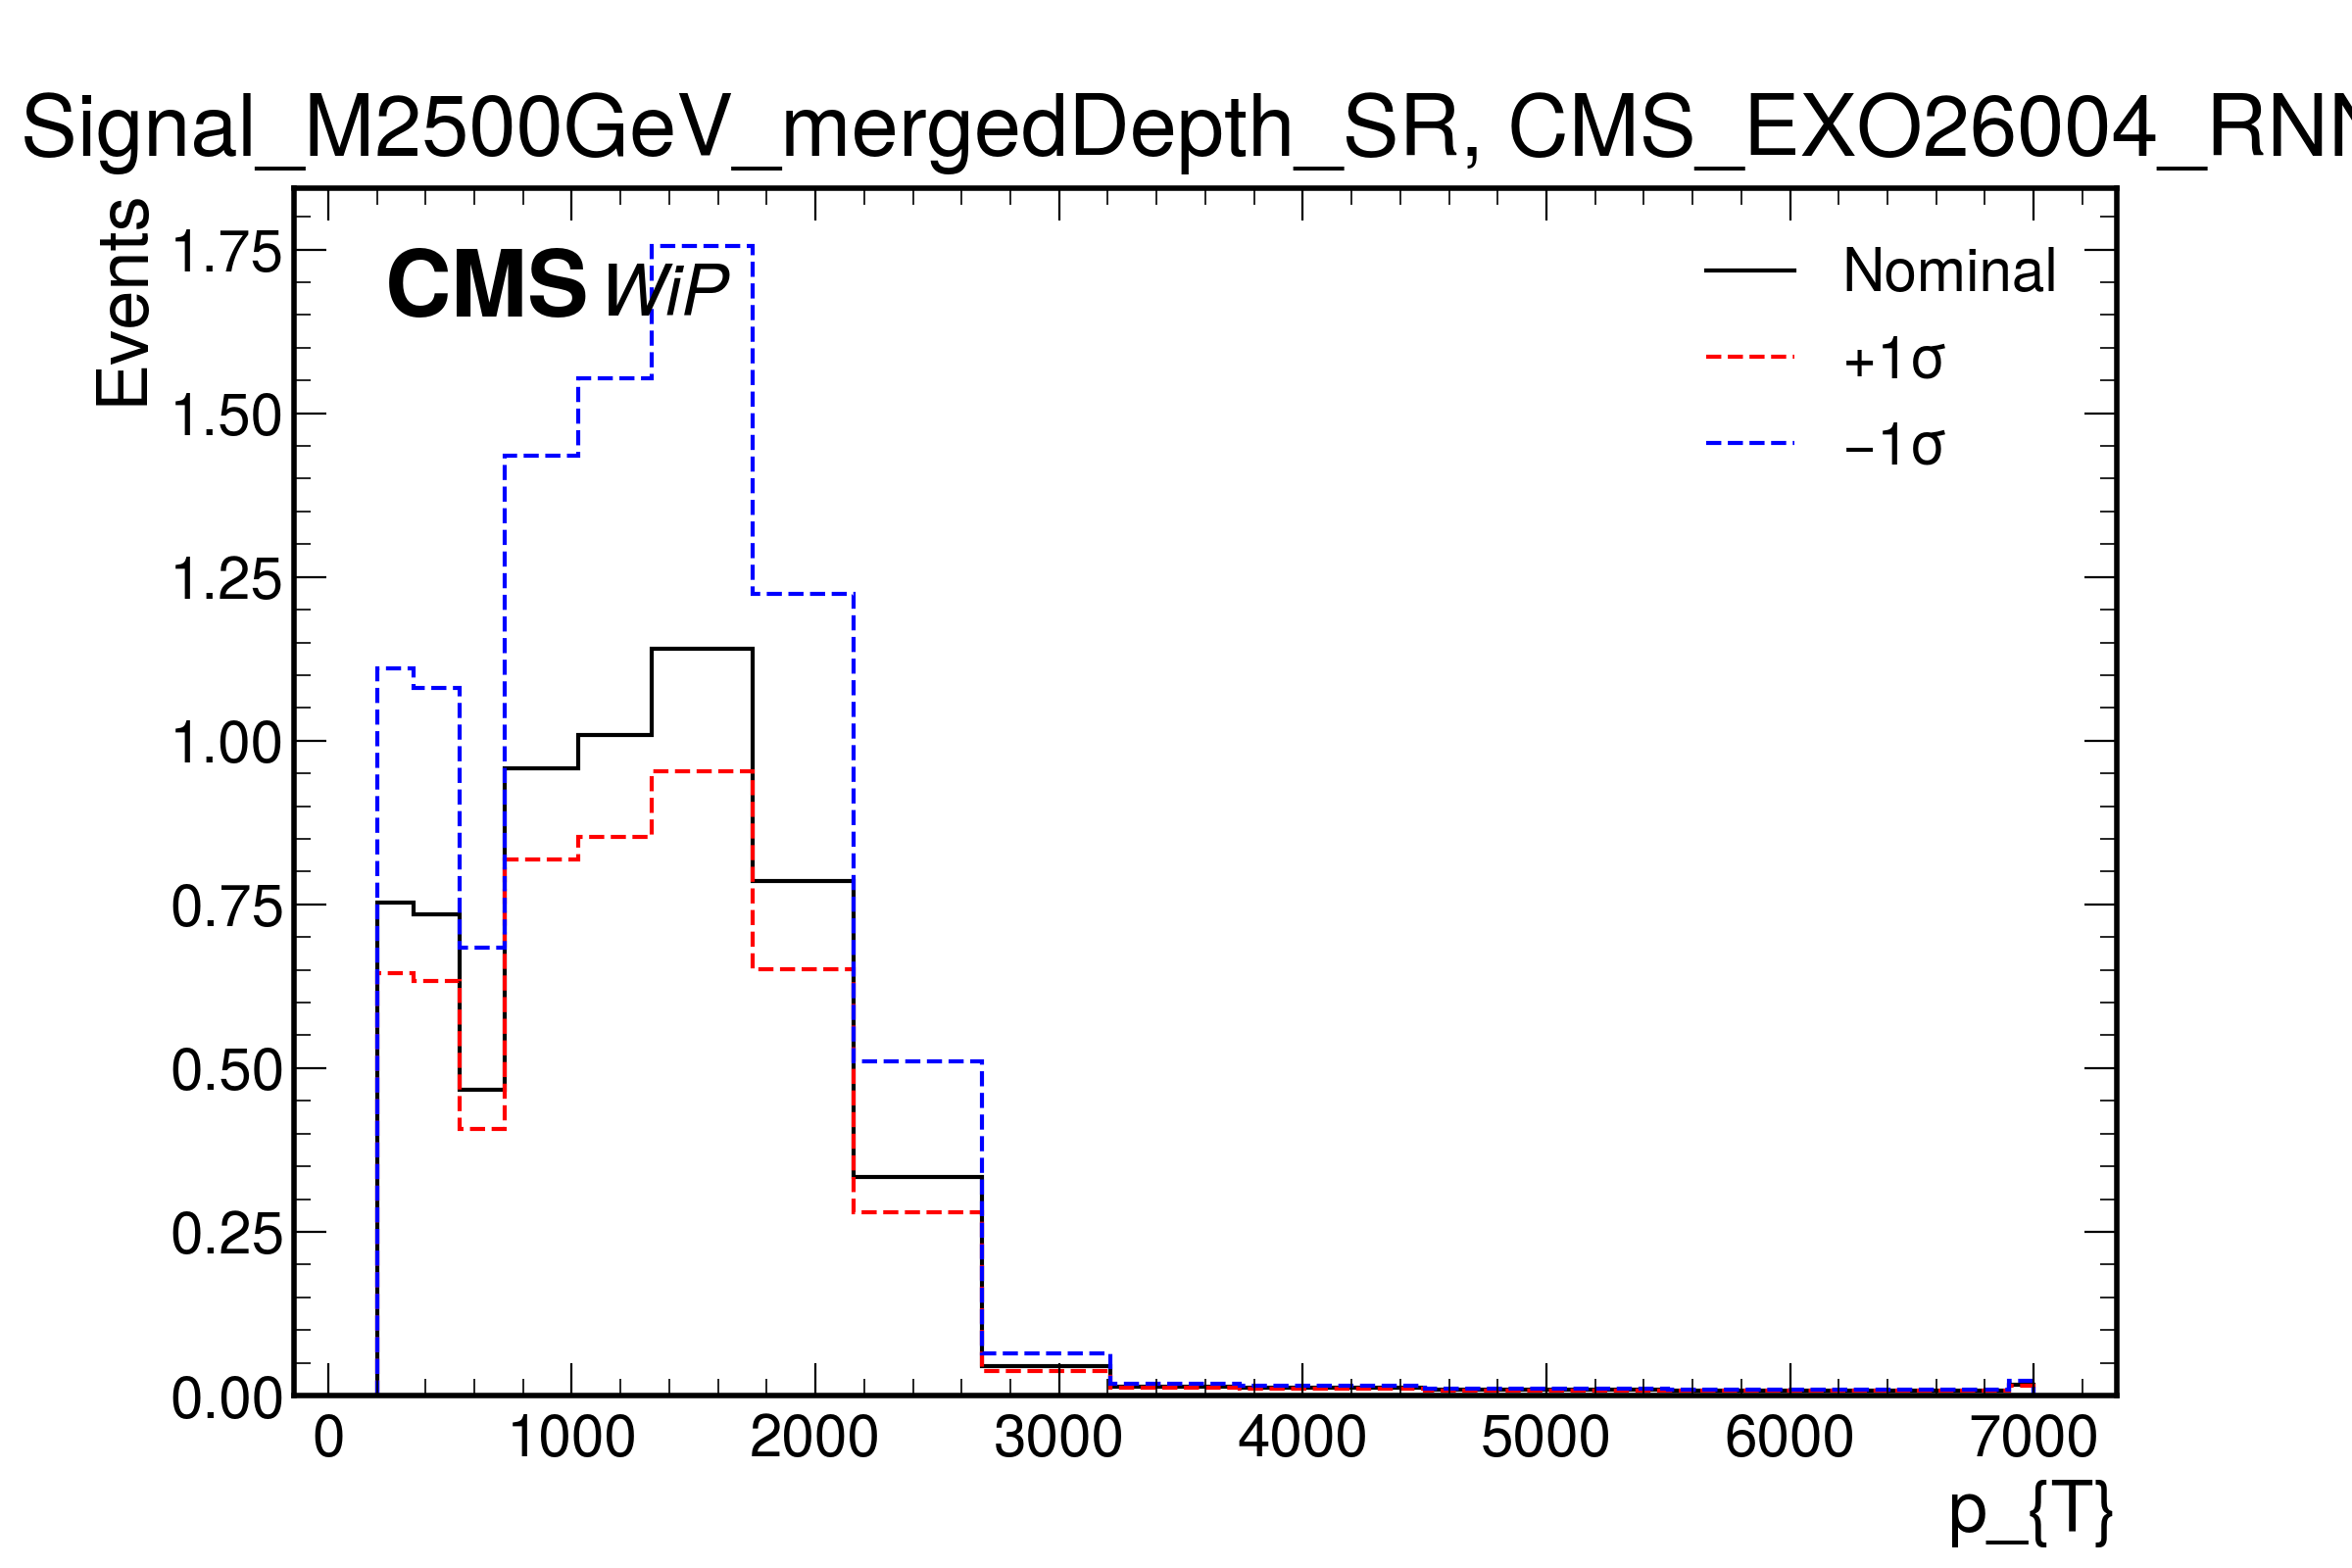 Signal_M2500GeV_mergedDepth_SR, CMS_EXO26004_RNN
Events
CMS WiP
Nominal
+1σ
−1σ
1.75
1.50
1.25
1.00
0.75
0.50
0.25
0.00
0 1000 2000 3000 4000 5000 6000 7000
p_{T}